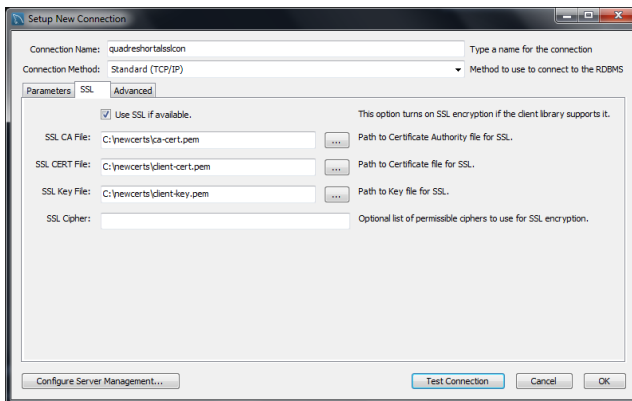 Setup New Connection
Connection Name: quadreshortalsslcon Type a name for the connection
Connection Method: Standard (TCP/IP) Method to use to connect to the RDBMS
Parameters SSL Advanced
Use SSL if available. This option turns on SSL encryption if the client library supports it.
SSL CA File: C:\newcerts\ca-cert.pem ... Path to Certificate Authority file for SSL.
SSL CERT File: C:\newcerts\client-cert.pem ... Path to Certificate file for SSL.
SSL Key File: C:\newcerts\client-key.pem ... Path to Key file for SSL.
SSL Cipher: Optional list of permissible ciphers to use for SSL encryption.
Configure Server Management... Test Connection Cancel OK